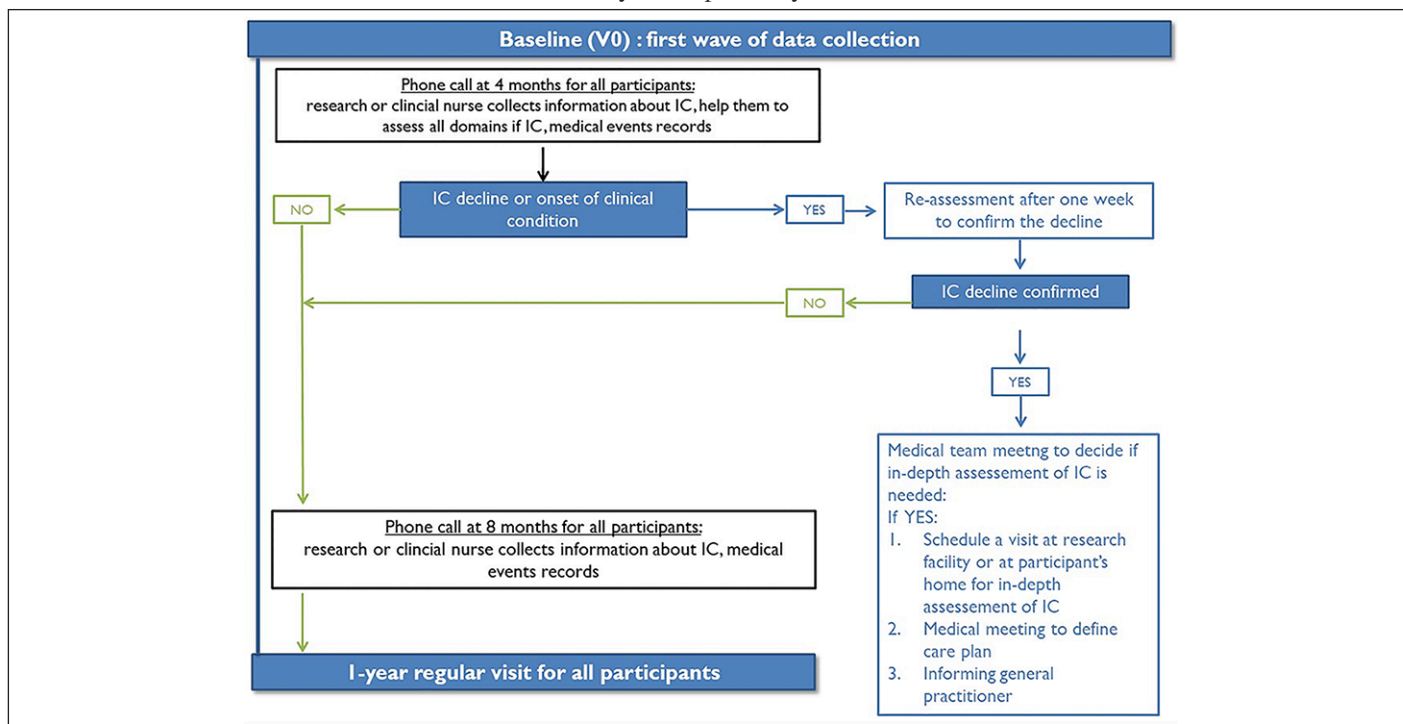 Baseline (V0) : first wave of data collection
Phone call at 4 months for all participants:
research or clincial nurse collects information about IC, help them to
assess all domains if IC, medical events records
IC decline or onset of clinical
condition
NO
YES
Re-assessment after one week
to confirm the decline
IC decline confirmed
NO
YES
Medical team meetng to decide if
in-depth assessement of IC is
needed:
If YES:
1. Schedule a visit at research
facility or at participant's
home for in-depth
assessment of IC
2. Medical meeting to define
care plan
3. Informing general
practitioner
Phone call at 8 months for all participants:
research or clincial nurse collects information about IC, medical
events records
1-year regular visit for all participants